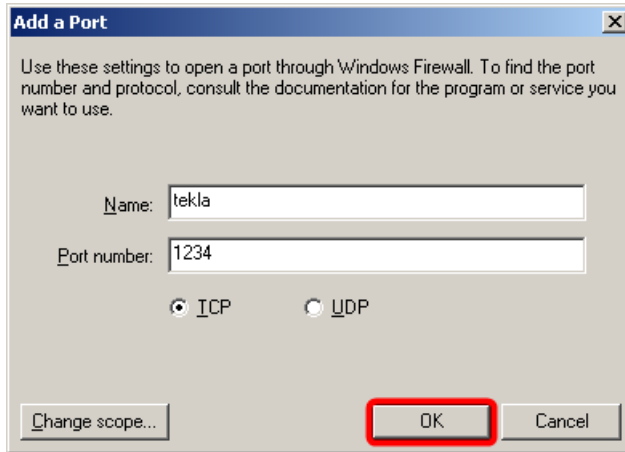 Add a Port
Use these settings to open a port through Windows Firewall. To find the port
number and protocol, consult the documentation for the program or service you
want to use.
Name: tekla
Port number: 1234
TCP UDP
Change scope... OK Cancel